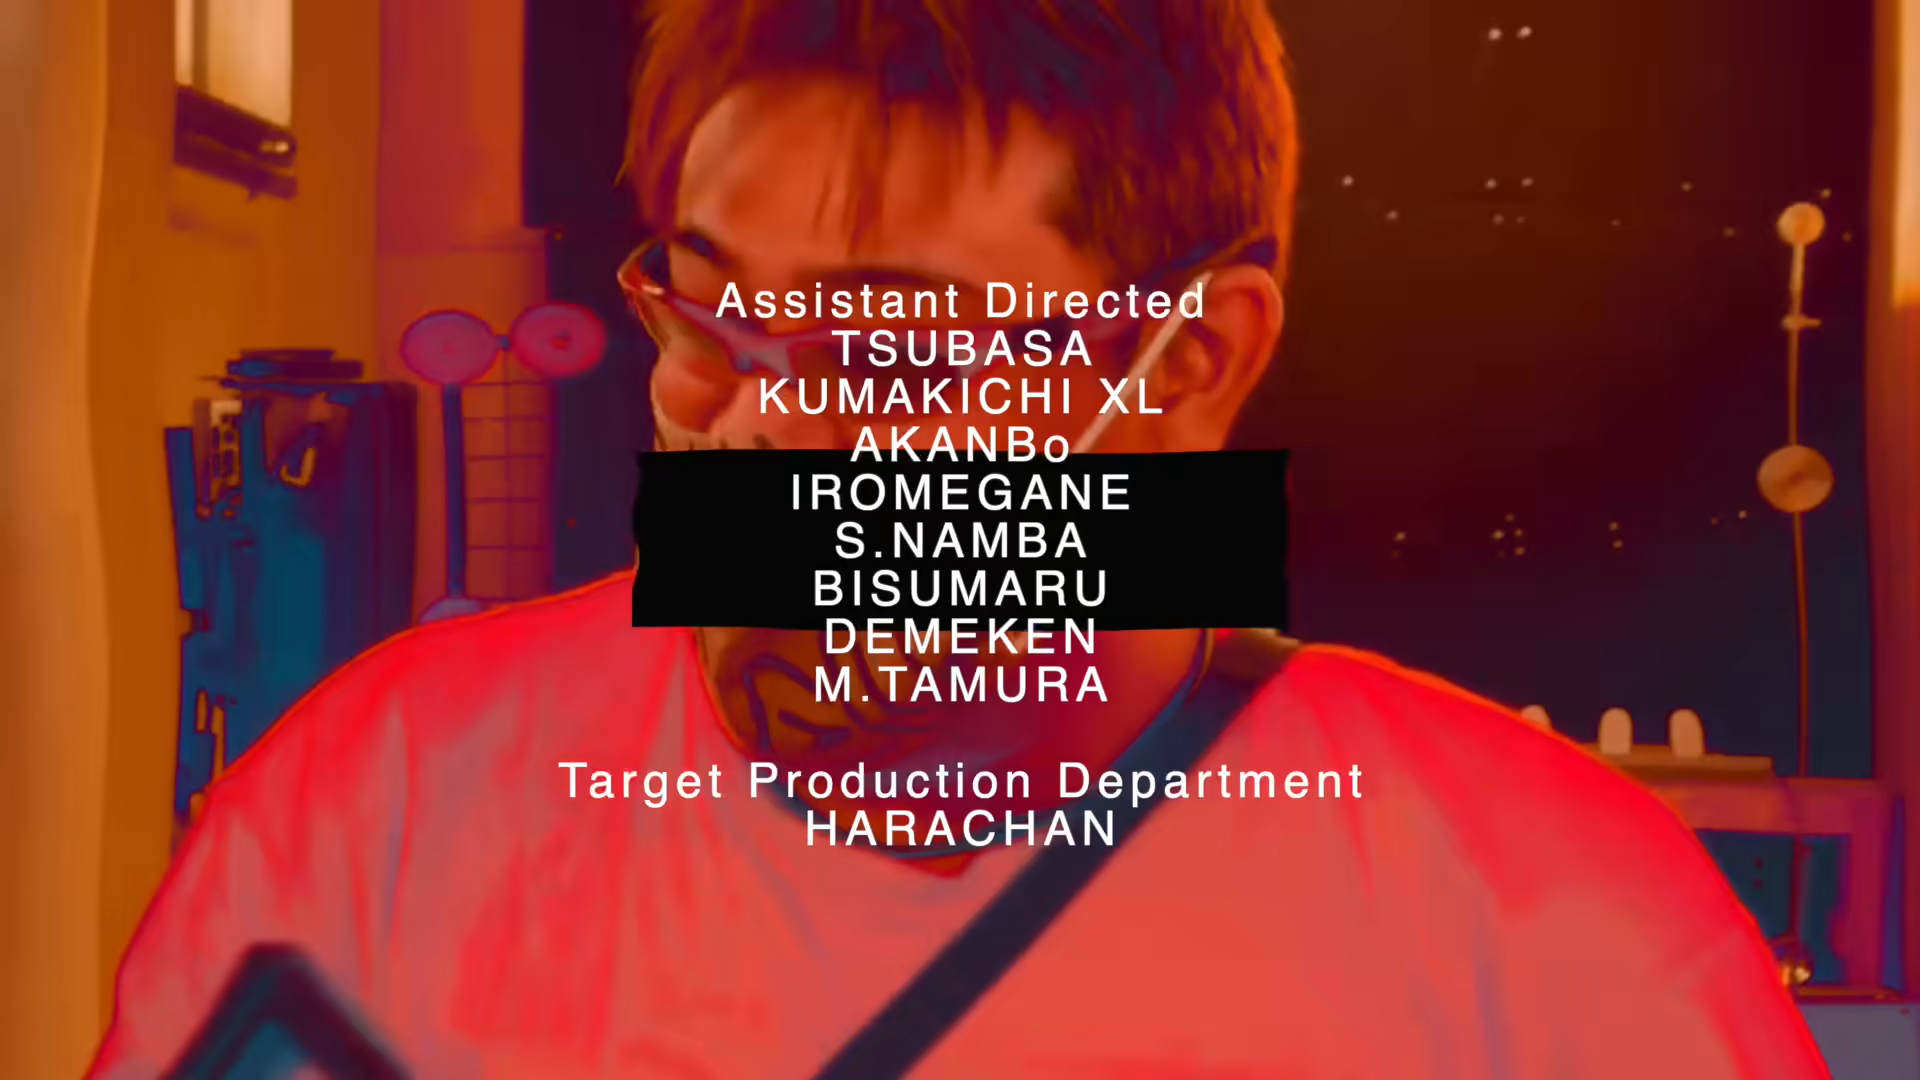 Assistant Directed
TSUBASA
KUMAKICHI XL
AKANBo
IROMEGANE
S.NAMBA
BISUMARU
DEMEKEN
M.TAMURA
Target Production Department
HARACHAN